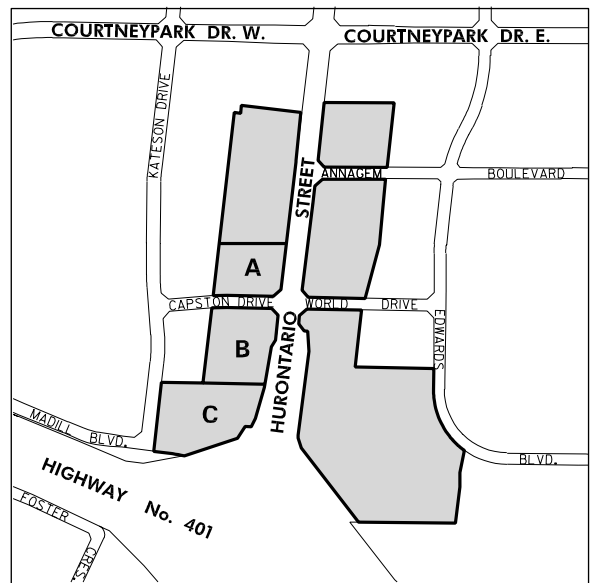 COURTNEYPARK DR. W.
COURTNEYPARK DR. E.
KATESON DRIVE
STREET
ANNAGEM
BOULEVARD
A
CAPSTON DRIVE
WORLD DRIVE
EDWARDS
HURONTARIO
B
C
MADILL BLVD.
BLVD.
HIGHWAY No. 401
FOSTER
CRES.